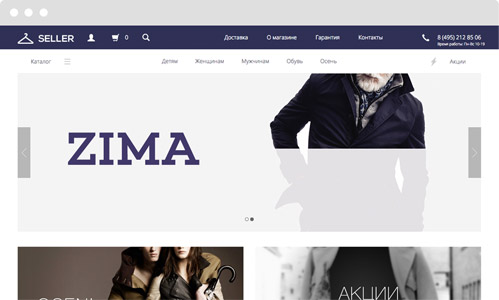 SELLER 0 Доставка О магазине Гарантия Контакты 8 (495) 212 85 06
Время работы: Пн-Вс 10-19
Каталог Детям Женщинам Мужчинам Обувь Осень Акции
ZIMA
ОСЕНЬ АКЦИИ